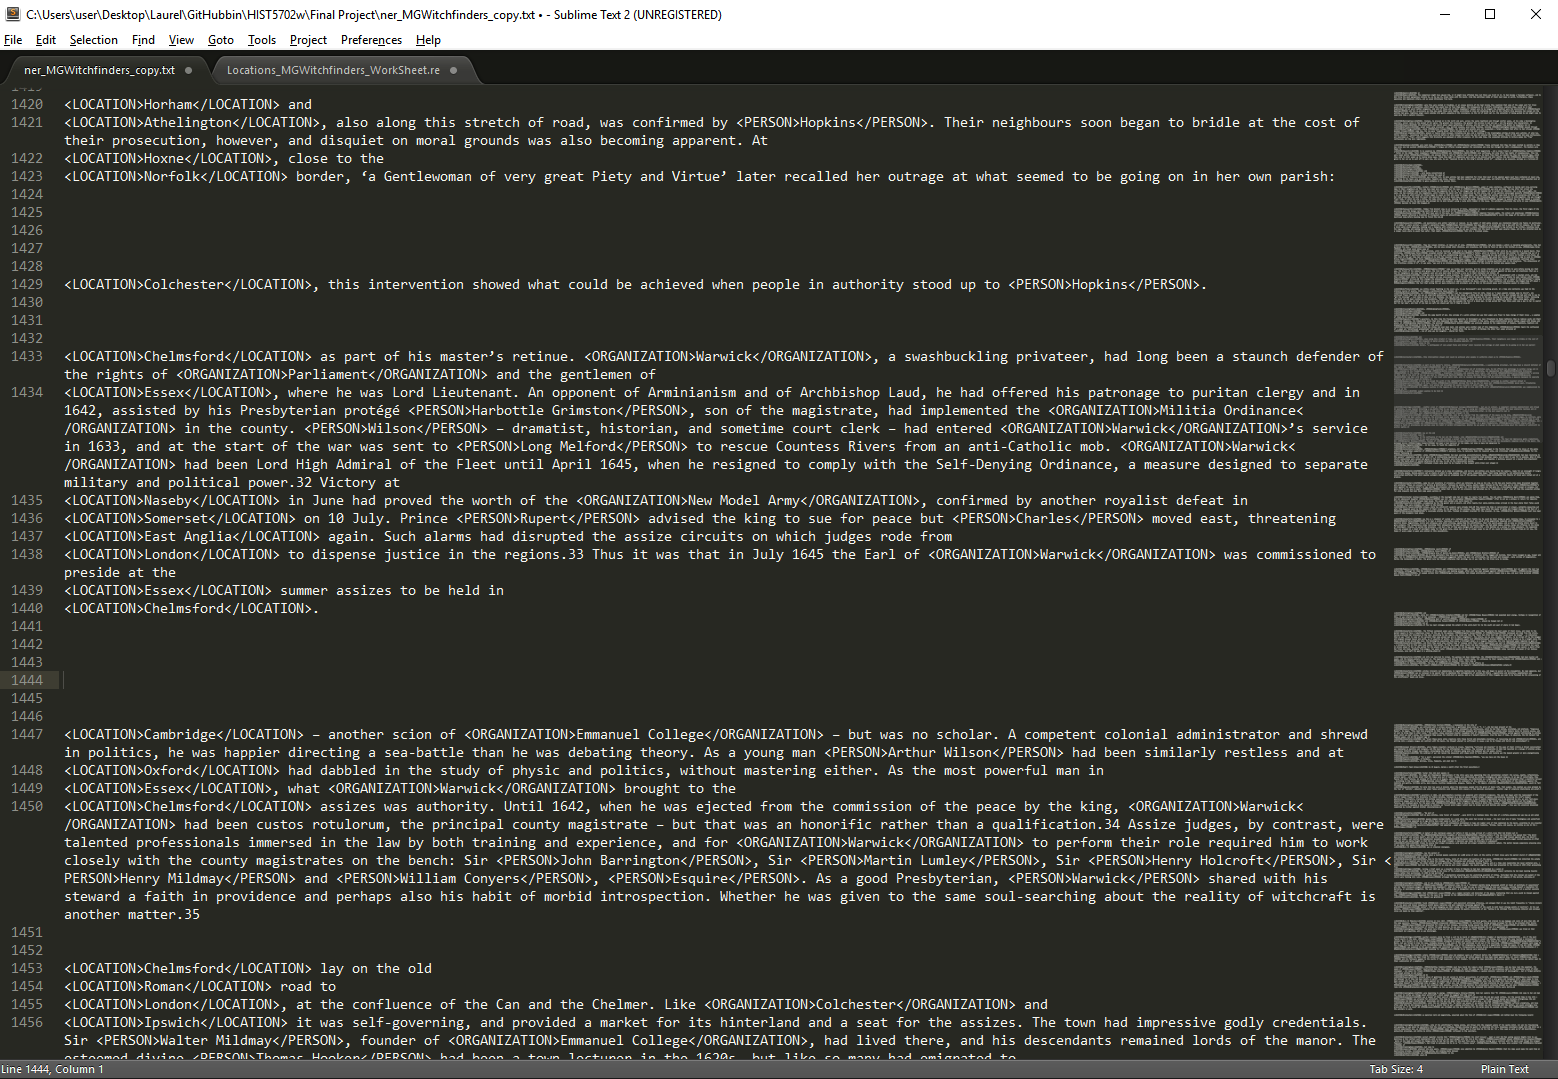 C:\Users\user\Desktop\Laurel\GitHubbin\HIST5702w\Final Project\ner_MGWitchfinders_copy.txt • - Sublime Text 2 (UNREGISTERED)
File Edit Selection Find View Goto Tools Project Preferences Help
ner_MGWitchfinders_copy.txt Locations_MGWitchfinders_WorkSheet.re
1419
1420 <LOCATION>Horham</LOCATION> and
1421 <LOCATION>Athelington</LOCATION>, also along this stretch of road, was confirmed by <PERSON>Hopkins</PERSON>. Their neighbours soon began to bridle at the cost of
their prosecution, however, and disquiet on moral grounds was also becoming apparent. At
1422 <LOCATION>Hoxne</LOCATION>, close to the
1423 <LOCATION>Norfolk</LOCATION> border, ‘a Gentlewoman of very great Piety and Virtue’ later recalled her outrage at what seemed to be going on in her own parish:
1424
1425
1426
1427
1428
1429 <LOCATION>Colchester</LOCATION>, this intervention showed what could be achieved when people in authority stood up to <PERSON>Hopkins</PERSON>.
1430
1431
1432
1433 <LOCATION>Chelmsford</LOCATION> as part of his master’s retinue. <ORGANIZATION>Warwick</ORGANIZATION>, a swashbuckling privateer, had long been a staunch defender of
the rights of <ORGANIZATION>Parliament</ORGANIZATION> and the gentlemen of
1434 <LOCATION>Essex</LOCATION>, where he was Lord Lieutenant. An opponent of Arminianism and of Archbishop Laud, he had offered his patronage to puritan clergy and in
1642, assisted by his Presbyterian protégé <PERSON>Harbottle Grimston</PERSON>, son of the magistrate, had implemented the <ORGANIZATION>Militia Ordinance<
/ORGANIZATION> in the county. <PERSON>Wilson</PERSON> – dramatist, historian, and sometime court clerk – had entered <ORGANIZATION>Warwick</ORGANIZATION>’s service
in 1633, and at the start of the war was sent to <PERSON>Long Melford</PERSON> to rescue Countess Rivers from an anti-Catholic mob. <ORGANIZATION>Warwick<
/ORGANIZATION> had been Lord High Admiral of the Fleet until April 1645, when he resigned to comply with the Self-Denying Ordinance, a measure designed to separate
military and political power.32 Victory at
1435 <LOCATION>Naseby</LOCATION> in June had proved the worth of the <ORGANIZATION>New Model Army</ORGANIZATION>, confirmed by another royalist defeat in
1436 <LOCATION>Somerset</LOCATION> on 10 July. Prince <PERSON>Rupert</PERSON> advised the king to sue for peace but <PERSON>Charles</PERSON> moved east, threatening
1437 <LOCATION>East Anglia</LOCATION> again. Such alarms had disrupted the assize circuits on which judges rode from
1438 <LOCATION>London</LOCATION> to dispense justice in the regions.33 Thus it was that in July 1645 the Earl of <ORGANIZATION>Warwick</ORGANIZATION> was commissioned to
preside at the
1439 <LOCATION>Essex</LOCATION> summer assizes to be held in
1440 <LOCATION>Chelmsford</LOCATION>.
1441
1442
1443
1444
1445
1446
1447 <LOCATION>Cambridge</LOCATION> – another scion of <ORGANIZATION>Emmanuel College</ORGANIZATION> – but was no scholar. A competent colonial administrator and shrewd
in politics, he was happier directing a sea-battle than he was debating theory. As a young man <PERSON>Arthur Wilson</PERSON> had been similarly restless and at
1448 <LOCATION>Oxford</LOCATION> had dabbled in the study of physic and politics, without mastering either. As the most powerful man in
1449 <LOCATION>Essex</LOCATION>, what <ORGANIZATION>Warwick</ORGANIZATION> brought to the
1450 <LOCATION>Chelmsford</LOCATION> assizes was authority. Until 1642, when he was ejected from the commission of the peace by the king, <ORGANIZATION>Warwick<
/ORGANIZATION> had been custos rotulorum, the principal county magistrate – but that was an honorific rather than a qualification.34 Assize judges, by contrast, were
talented professionals immersed in the law by both training and experience, and for <ORGANIZATION>Warwick</ORGANIZATION> to perform their role required him to work
closely with the county magistrates on the bench: Sir <PERSON>John Barrington</PERSON>, Sir <PERSON>Martin Lumley</PERSON>, Sir <PERSON>Henry Holcroft</PERSON>, Sir <
PERSON>Henry Mildmay</PERSON> and <PERSON>William Conyers</PERSON>, <PERSON>Esquire</PERSON>. As a good Presbyterian, <PERSON>Warwick</PERSON> shared with his
steward a faith in providence and perhaps also his habit of morbid introspection. Whether he was given to the same soul-searching about the reality of witchcraft is
another matter.35
1451
1452
1453 <LOCATION>Chelmsford</LOCATION> lay on the old
1454 <LOCATION>Roman</LOCATION> road to
1455 <LOCATION>London</LOCATION>, at the confluence of the Can and the Chelmer. Like <ORGANIZATION>Colchester</ORGANIZATION> and
1456 <LOCATION>Ipswich</LOCATION> it was self-governing, and provided a market for its hinterland and a seat for the assizes. The town had impressive godly credentials.
Sir <PERSON>Walter Mildmay</PERSON>, founder of <ORGANIZATION>Emmanuel College</ORGANIZATION>, had lived there, and his descendants remained lords of the manor. The
esteemed divine <PERSON>Thomas Hooker</PERSON> had been a town lecturer in the 1620s, but like so many had emigrated to
Line 1444, Column 1 Tab Size: 4 Plain Text